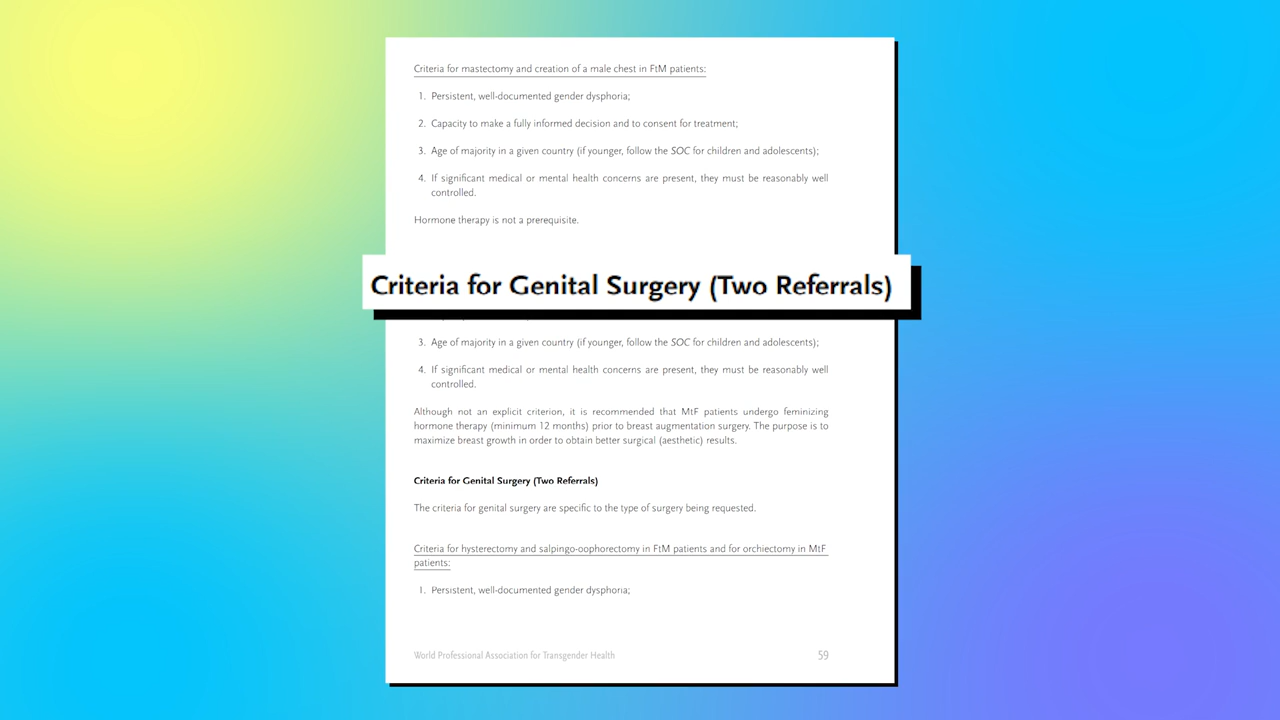 Criteria for mastectomy and creation of a male chest in FtM patients:
1. Persistent, well-documented gender dysphoria;
2. Capacity to make a fully informed decision and to consent for treatment;
3. Age of majority in a given country (if younger, follow the SOC for children and adolescents);
4. If significant medical or mental health concerns are present, they must be reasonably well
controlled.
Hormone therapy is not a prerequisite.
Criteria for Genital Surgery (Two Referrals)
3. Age of majority in a given country (if younger, follow the SOC for children and adolescents);
4. If significant medical or mental health concerns are present, they must be reasonably well
controlled.
Although not an explicit criterion, it is recommended that MtF patients undergo feminizing
hormone therapy (minimum 12 months) prior to breast augmentation surgery. The purpose is to
maximize breast growth in order to obtain better surgical (aesthetic) results.
Criteria for Genital Surgery (Two Referrals)
The criteria for genital surgery are specific to the type of surgery being requested.
Criteria for hysterectomy and salpingo-oophorectomy in FtM patients and for orchiectomy in MtF
patients:
1. Persistent, well-documented gender dysphoria;
World Professional Association for Transgender Health 59